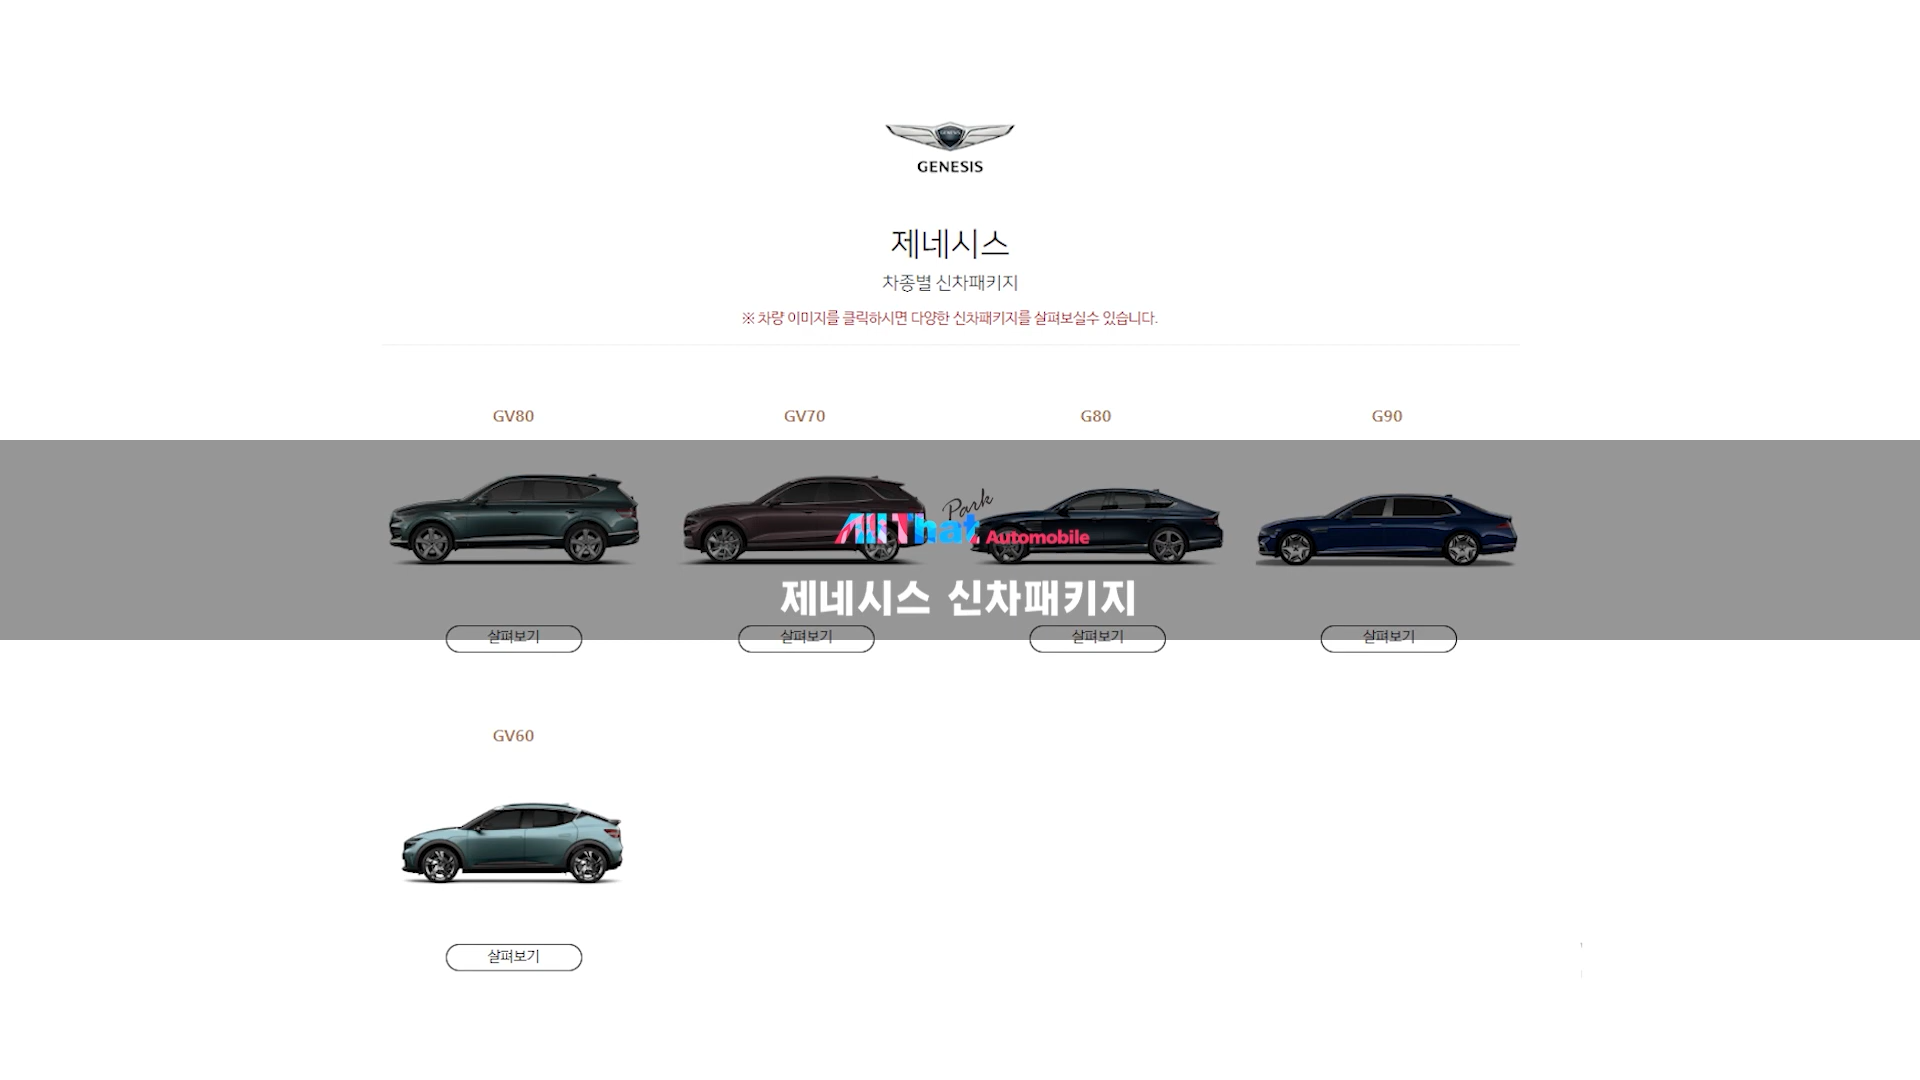 GENESIS
제네시스
차종별 신차패키지
※ 차량 이미지를 클릭하시면 다양한 신차패키지를 살펴보실수 있습니다.
GV80 GV70 G80 G90
Park
All That Automobile
제네시스 신차패키지
살펴보기 살펴보기 살펴보기 살펴보기
GV60
살펴보기